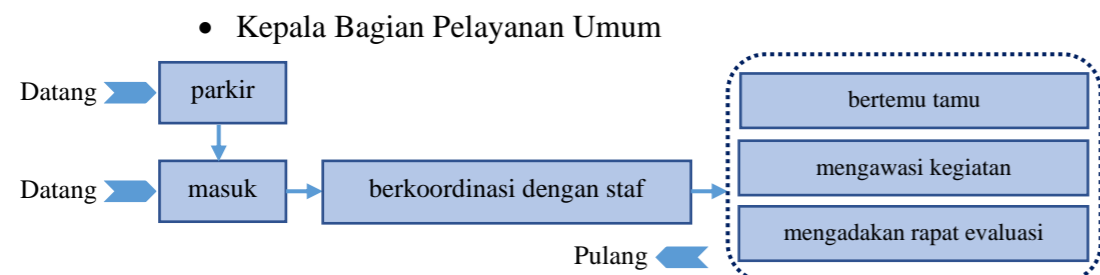 • Kepala Bagian Pelayanan Umum
Datang
parkir
bertemu tamu
Datang
masuk
berkoordinasi dengan staf
mengawasi kegiatan
mengadakan rapat evaluasi
Pulang